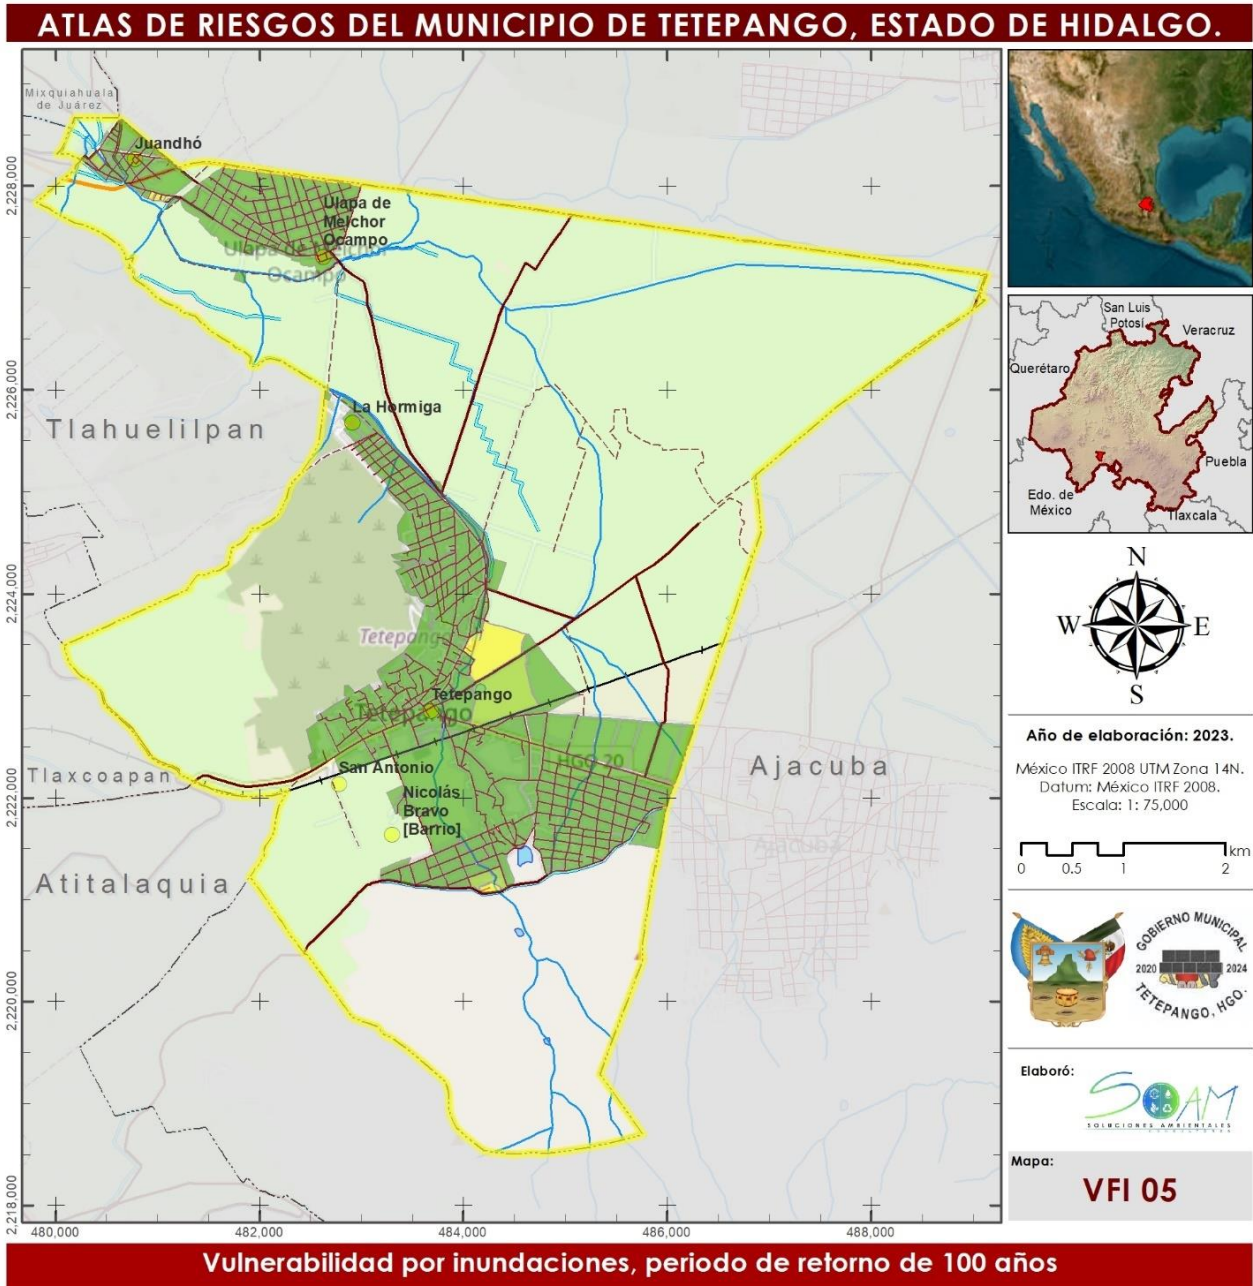 ATLAS DE RIESGOS DEL MUNICIPIO DE TETEPANGO, ESTADO DE HIDALGO.
Mixquiahuala
de Juárez
Juandhó
Ulapa de
Melchor
Ocampo
Ulapa de Melchor
Ocampo
La Hormiga
Tlahuelilpan
Tetepango
Tetepango
Tetepango
HGO 20
San Antonio
Nicolás
Bravo
[Barrio]
Tlaxcoapan
Atitalaquia
Ajacuba
Ajacuba
2,228,000
2,226,000
2,224,000
2,222,000
2,220,000
2,218,000
480,000
482,000
484,000
486,000
488,000
San Luis
Potosí
Veracruz
Querétaro
Puebla
Edo. de
México
Tlaxcala
N
W
E
S
Año de elaboración: 2023.
México ITRF 2008 UTM Zona 14N.
Datum: México ITRF 2008.
Escala: 1: 75,000
km
0 0.5 1 2
GOBIERNO MUNICIPAL
2020 2024
TETEPANGO, HGO.
Elaboró:
SOAM
SOLUCIONES AMBIENTALES
Mapa:
VFI 05
Vulnerabilidad por inundaciones, periodo de retorno de 100 años